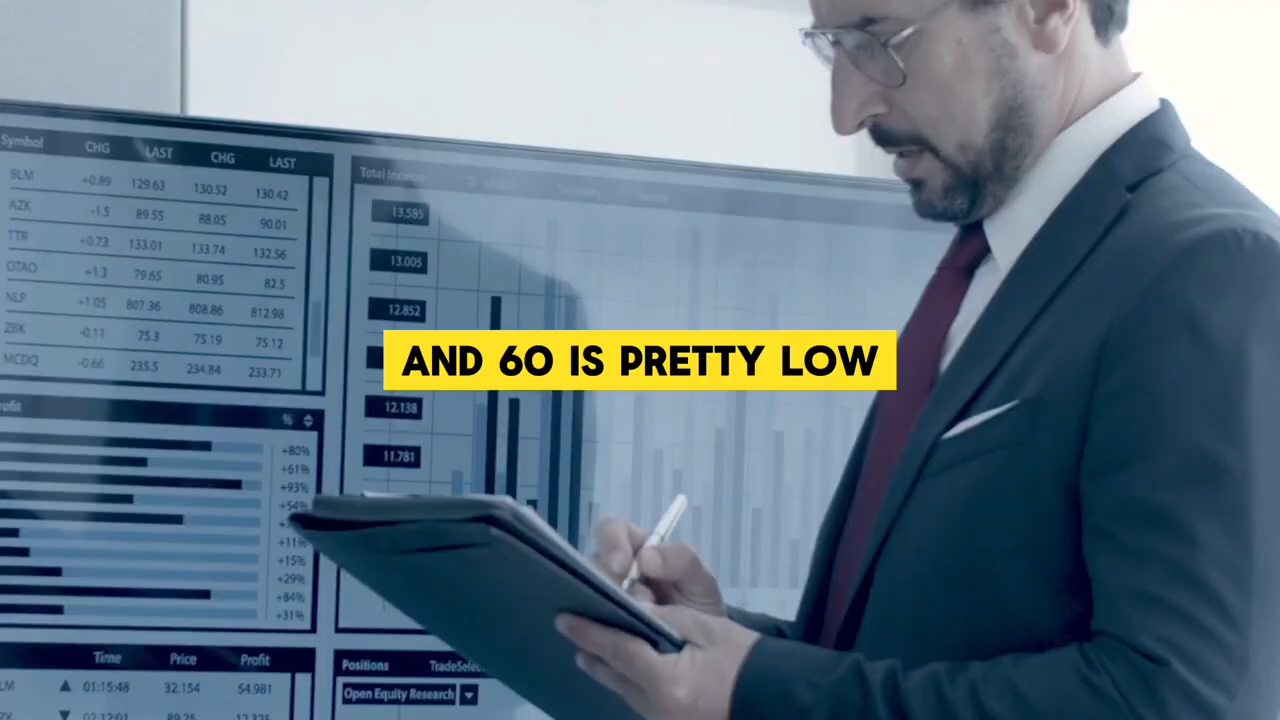 Symbol CHG LAST CHG LAST
BLM +0.89 129.63 130.52 130.42
AZK -1.5 89.55 88.05 90.01
TTR +0.73 133.01 133.74 132.56
OTAO +1.3 79.65 80.95 82.5
NLP +1.05 807.36 808.86 812.98
ZBK -0.11 75.3 75.19 75.12
MCDQ -0.66 235.5 234.84 233.71
Total Income
13.585
13.005
12.852
12.138
11.781
AND 60 IS PRETTY LOW
%
+80%
+61%
+93%
+11%
+15%
+29%
+84%
+31%
Time Price Profit
LM ▲ 01:15:48 32.154 54.981
Positions
Open Equity Research